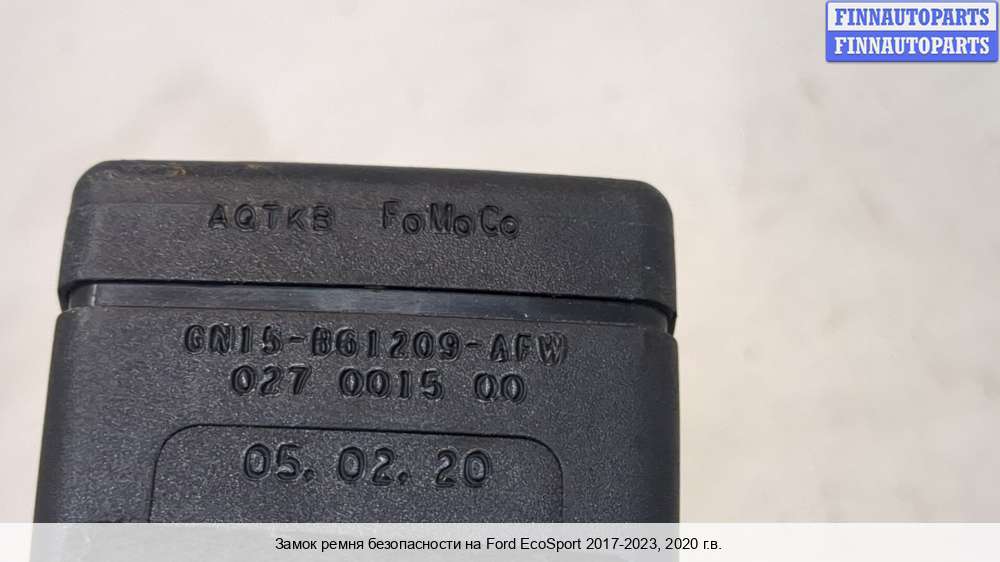 FINNAUTOPARTS
FINNAUTOPARTS
AQTKB FoMoCo
GN15-B61209-AFW
027 0015 00
05. 02. 20
Замок ремня безопасности на Ford EcoSport 2017-2023, 2020 г.в.